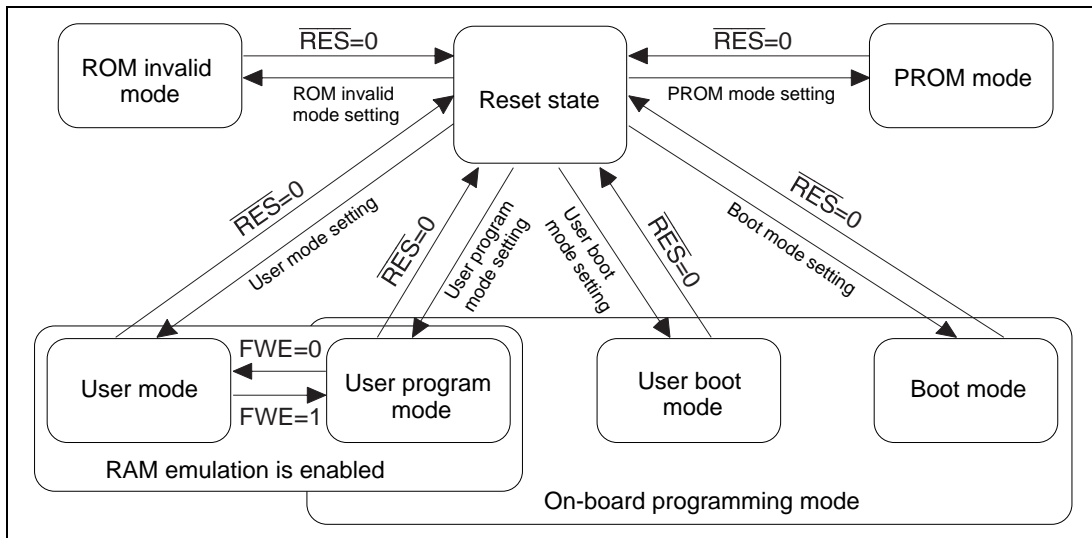 ROM invalid
mode
RES=0
ROM invalid
mode setting
Reset state
RES=0
PROM mode setting
PROM mode
RES=0
User mode setting
RES=0
User program
mode setting
User boot
mode setting
RES=0
Boot mode setting
RES=0
User mode
FWE=0
FWE=1
User program
mode
User boot
mode
Boot mode
RAM emulation is enabled
On-board programming mode